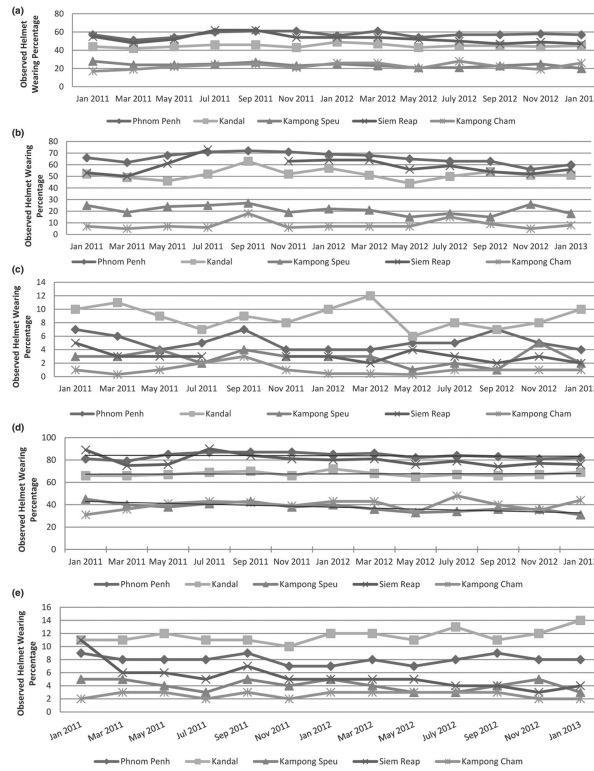 (a)
Observed Helmet
Wearing Percentage
80
60
40
20
0
Jan 2011 Mar 2011 May 2011 Jul 2011 Sep 2011 Nov 2011 Jan 2012 Mar 2012 May 2012 July 2012 Sep 2012 Nov 2012 Jan 2013
Phnom Penh Kandal Kampong Speu Siem Reap Kampong Cham
(b)
Observed Helmet Wearing
Percentage
80
70
60
50
40
30
20
10
0
Jan 2011 Mar 2011 May 2011 Jul 2011 Sep 2011 Nov 2011 Jan 2012 Mar 2012 May 2012 July 2012 Sep 2012 Nov 2012 Jan 2013
Phnom Penh Kandal Kampong Speu Siem Reap Kampong Cham
(c)
Observed Helmet Wearing
Percentage
14
12
10
8
6
4
2
0
Jan 2011 Mar 2011 May 2011 Jul 2011 Sep 2011 Nov 2011 Jan 2012 Mar 2012 May 2012 July 2012 Sep 2012 Nov 2012 Jan 2013
Phnom Penh Kandal Kampong Speu Siem Reap Kampong Cham
(d)
Observed Helmet Wearing
Percentage
100
80
60
40
20
0
Jan 2011 Mar 2011 May 2011 Jul 2011 Sep 2011 Nov 2011 Jan 2012 Mar 2012 May 2012 July 2012 Sep 2012 Nov 2012 Jan 2013
Phnom Penh Kandal Kampong Speu Siem Reap Kampong Cham
(e)
Observed Helmet Wearing
Percentage
16
14
12
10
8
6
4
2
0
Jan 2011 Mar 2011 May 2011 Jul 2011 Sep 2011 Nov 2011 Jan 2012 Mar 2012 May 2012 July 2012 Sep 2012 Nov 2012 Jan 2013
Phnom Penh Kandal Kampong Speu Siem Reap Kampong Cham